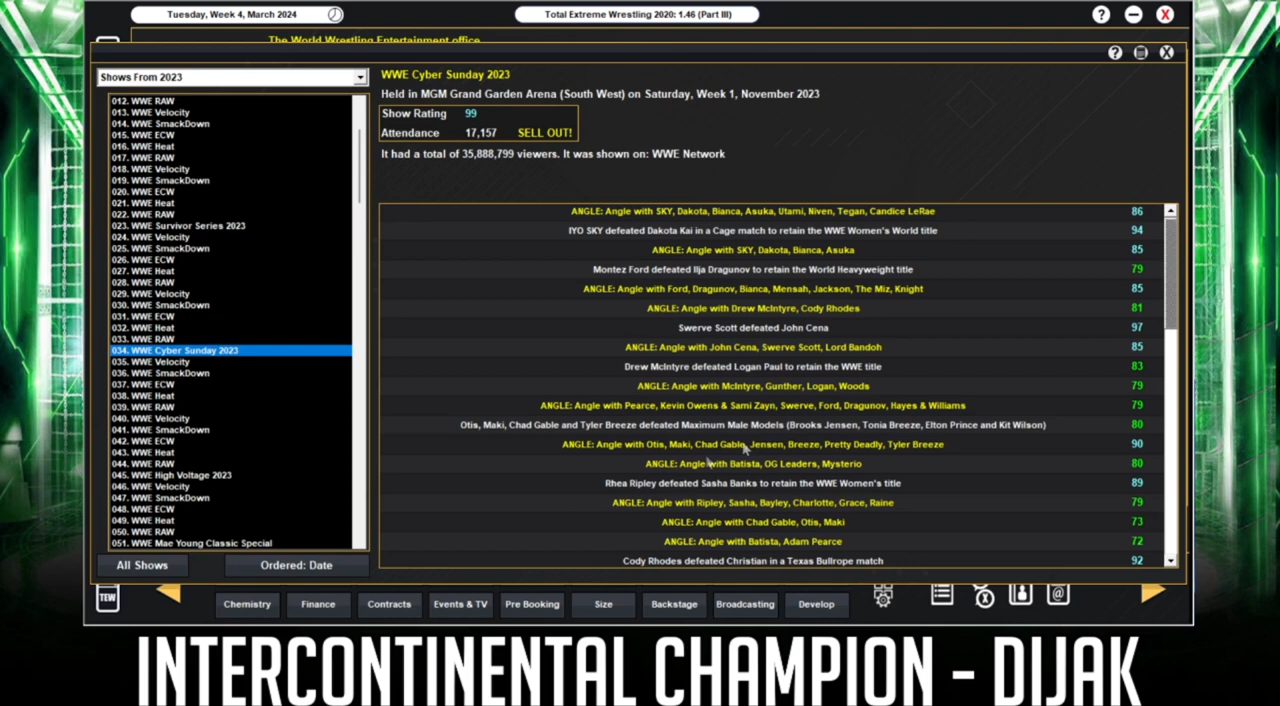 Tuesday, Week 4, March 2024
Total Extreme Wrestling 2020: 1.46 (Part III)
?
X
The World Wrestling Entertainment office
?
X
Shows From 2023
012. WWE RAW
013. WWE Velocity
014. WWE SmackDown
015. WWE ECW
016. WWE Heat
017. WWE RAW
018. WWE Velocity
019. WWE SmackDown
020. WWE ECW
021. WWE Heat
022. WWE RAW
023. WWE Survivor Series 2023
024. WWE Velocity
025. WWE SmackDown
026. WWE ECW
027. WWE Heat
028. WWE RAW
029. WWE Velocity
030. WWE SmackDown
031. WWE ECW
032. WWE Heat
033. WWE RAW
034. WWE Cyber Sunday 2023
035. WWE Velocity
036. WWE SmackDown
037. WWE ECW
038. WWE Heat
039. WWE RAW
040. WWE Velocity
041. WWE SmackDown
042. WWE ECW
043. WWE Heat
044. WWE RAW
045. WWE High Voltage 2023
046. WWE Velocity
047. WWE SmackDown
048. WWE ECW
049. WWE Heat
050. WWE RAW
051. WWE Mae Young Classic Special
All Shows
Ordered: Date
WWE Cyber Sunday 2023
Held in MGM Grand Garden Arena (South West) on Saturday, Week 1, November 2023
Show Rating 99
Attendance 17,157 SELL OUT!
It had a total of 35,888,799 viewers. It was shown on: WWE Network
ANGLE: Angle with SKY, Dakota, Bianca, Asuka, Utami, Niven, Tegan, Candice LeRae 86
IYO SKY defeated Dakota Kai in a Cage match to retain the WWE Women's World title 94
ANGLE: Angle with SKY, Dakota, Bianca, Asuka 85
Montez Ford defeated Ilja Dragunov to retain the World Heavyweight title 79
ANGLE: Angle with Ford, Dragunov, Bianca, Mensah, Jackson, The Miz, Knight 85
ANGLE: Angle with Drew McIntyre, Cody Rhodes 81
Swerve Scott defeated John Cena 97
ANGLE: Angle with John Cena, Swerve Scott, Lord Bandoh 85
Drew McIntyre defeated Logan Paul to retain the WWE title 83
ANGLE: Angle with McIntyre, Gunther, Logan, Woods 79
ANGLE: Angle with Pearce, Kevin Owens & Sami Zayn, Swerve, Ford, Dragunov, Hayes & Williams 79
Otis, Maki, Chad Gable and Tyler Breeze defeated Maximum Male Models (Brooks Jensen, Tonia Breeze, Elton Prince and Kit Wilson) 80
ANGLE: Angle with Otis, Maki, Chad Gable, Jensen, Breeze, Pretty Deadly, Tyler Breeze 90
ANGLE: Angle with Batista, OG Leaders, Mysterio 80
Rhea Ripley defeated Sasha Banks to retain the WWE Women's title 89
ANGLE: Angle with Ripley, Sasha, Bayley, Charlotte, Grace, Raine 79
ANGLE: Angle with Chad Gable, Otis, Maki 73
ANGLE: Angle with Batista, Adam Pearce 72
Cody Rhodes defeated Christian in a Texas Bullrope match 92
TEW
Chemistry
Finance
Contracts
Events & TV
Pre Booking
Size
Backstage
Broadcasting
Develop
INTERCONTINENTAL CHAMPION - DIJAK